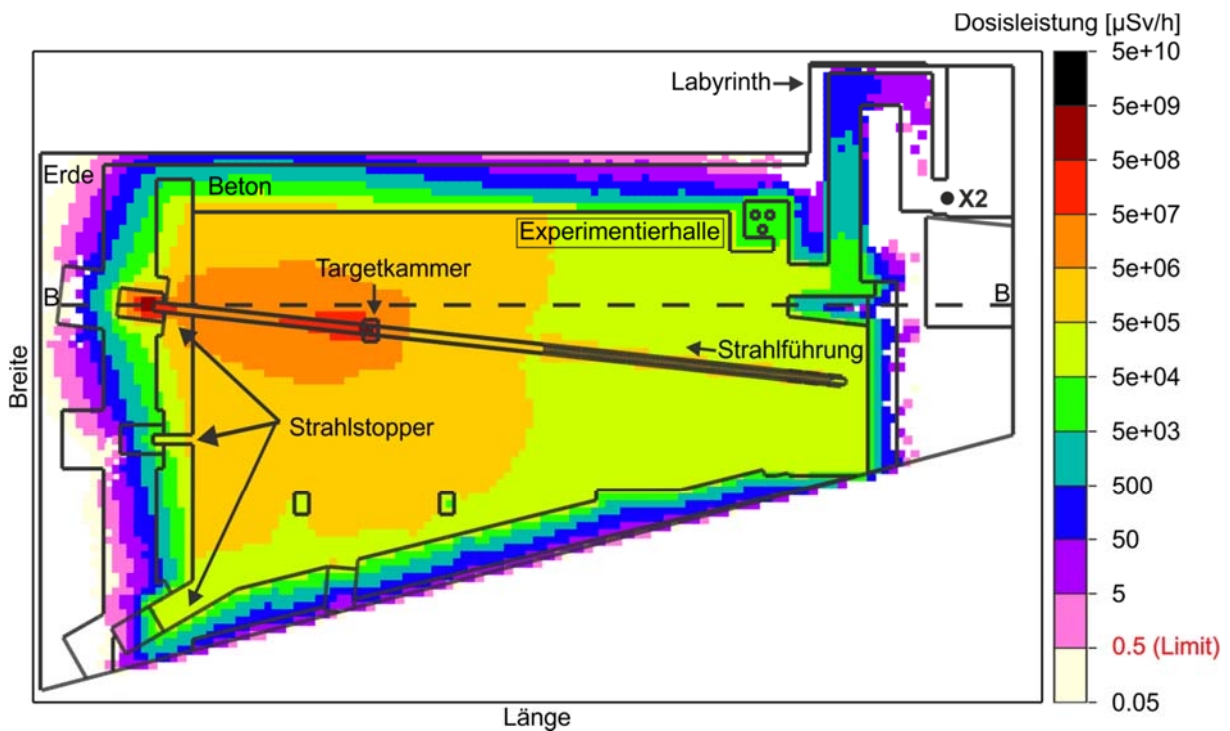 Dosisleistung [µSv/h]
5e+10
Labyrinth
5e+09
Erde
Beton
5e+08
X2
5e+07
Experimentierhalle
Targetkammer
5e+06
B
B
5e+05
Strahlführung
5e+04
Breite
Strahlstopper
5e+03
500
50
5
0.5 (Limit)
0.05
Länge